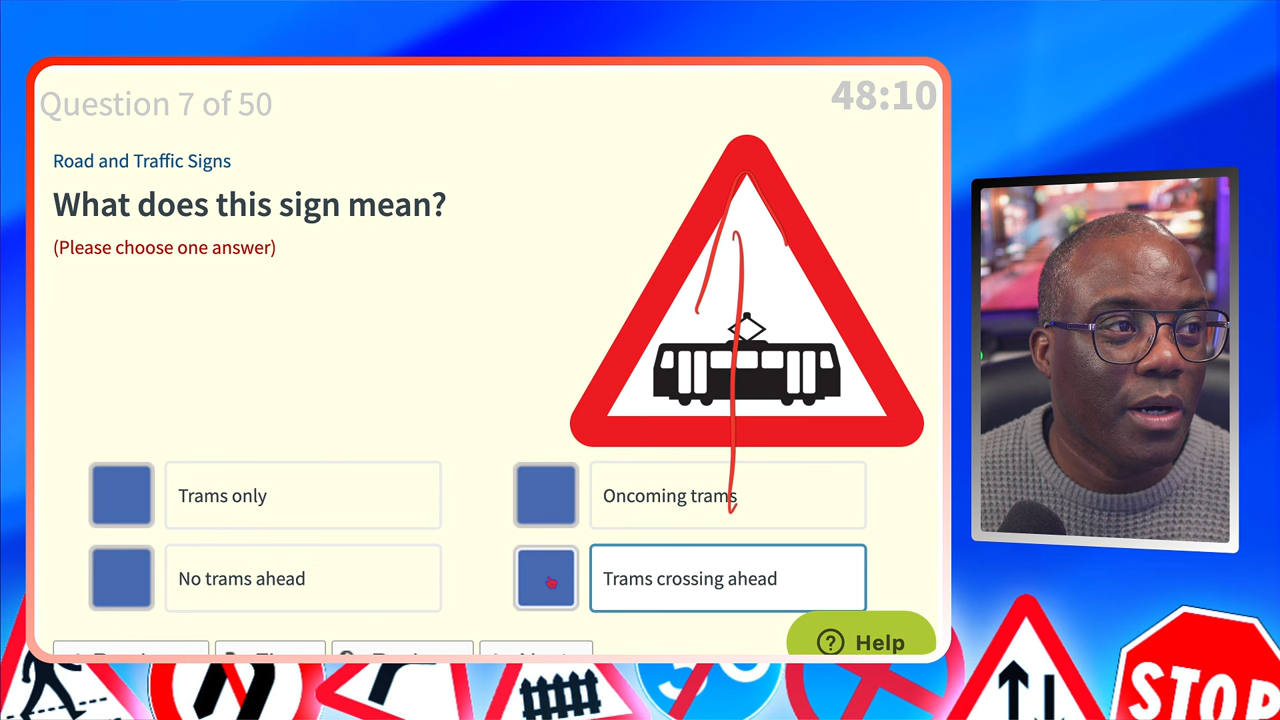 Question 7 of 50
48:10
Road and Traffic Signs
What does this sign mean?
(Please choose one answer)
Trams only
Oncoming trams
No trams ahead
Trams crossing ahead
? Help
STOP